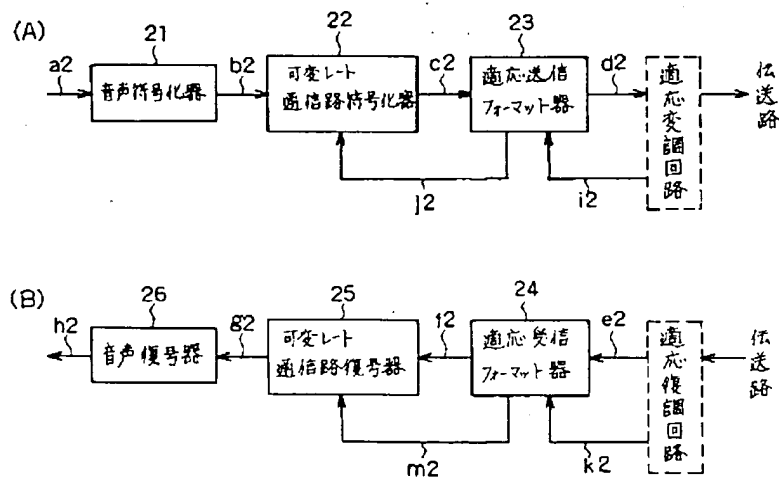 (A)
21
22
23
a2
音声符号化器
b2
可変レート
通信路符号化器
c2
適応送信
フォーマット器
d2
適応変調回路
伝送路
j2
i2
(B)
26
25
24
h2
音声復号器
g2
可変レート
通信路復号器
f2
適応受信
フォーマット器
e2
適応復調回路
伝送路
m2
k2